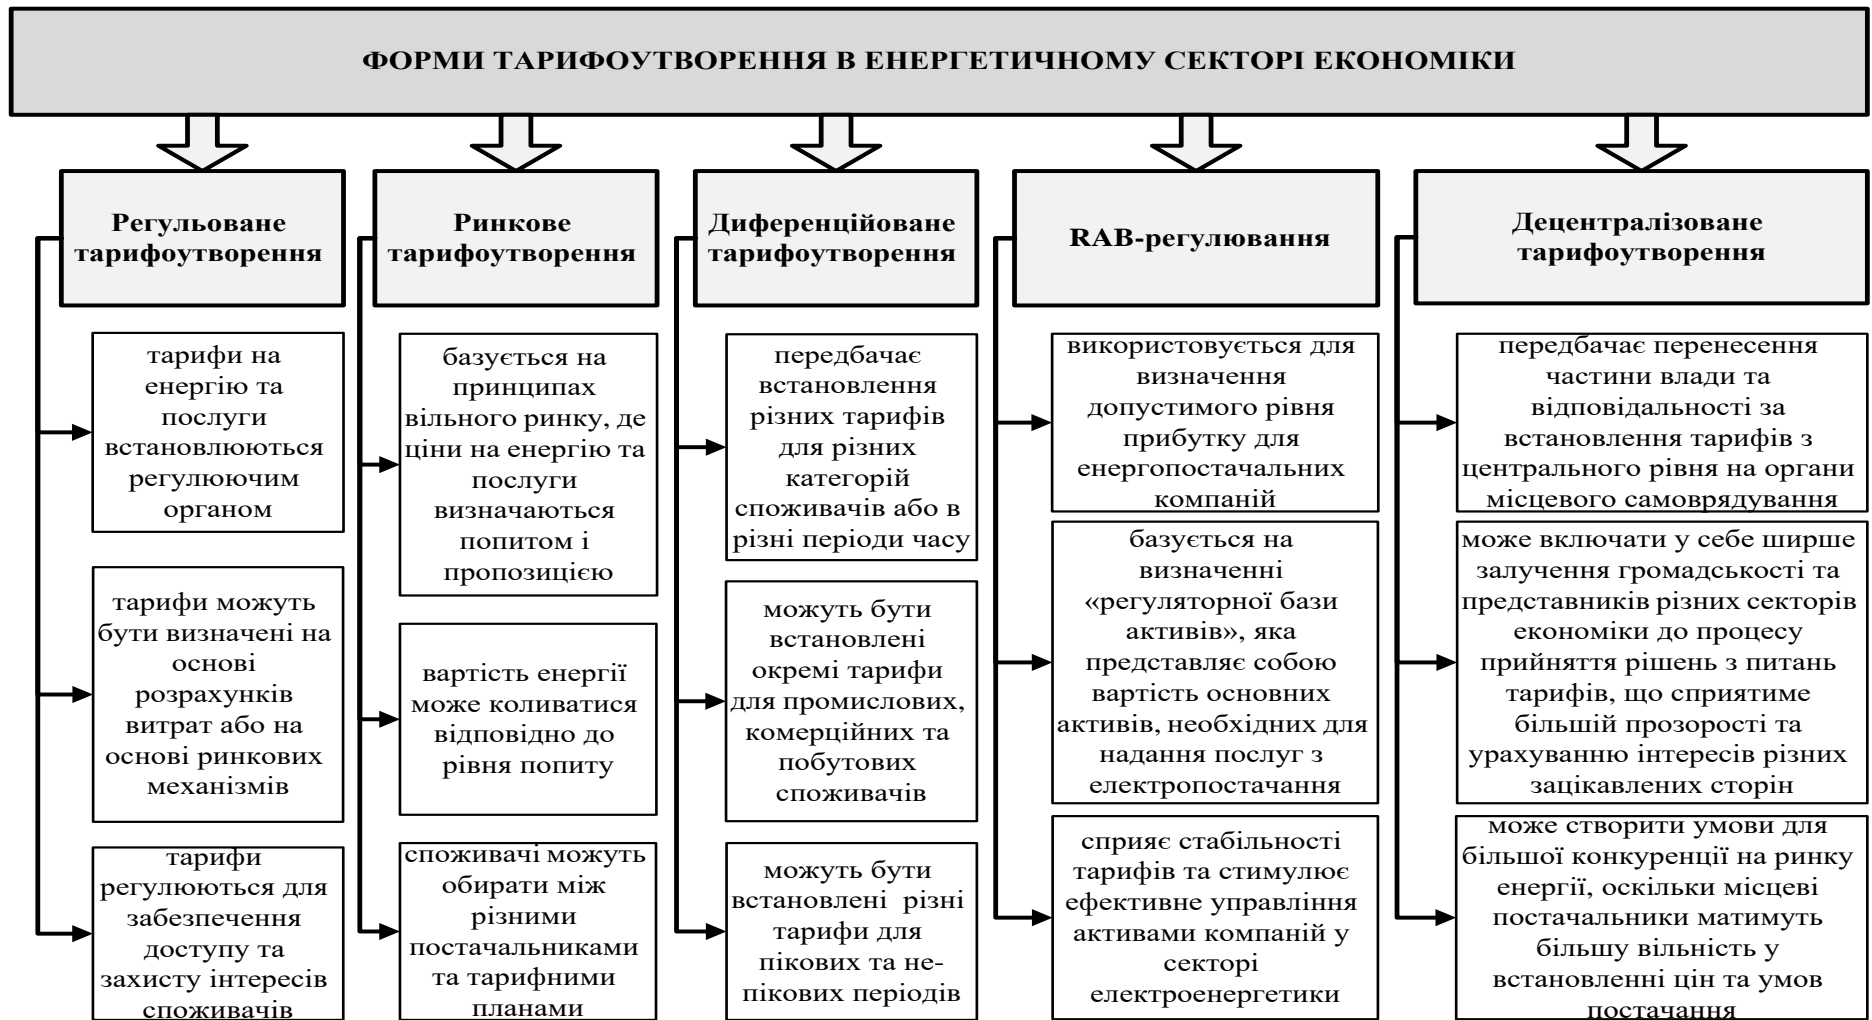 ФОРМИ ТАРИФОУТВОРЕННЯ В ЕНЕРГЕТИЧНОМУ СЕКТОРІ ЕКОНОМІКИ
Регульоване
тарифоутворення
тарифи на
енергію та
послуги
встановлюються
регулюючим
органом
тарифи можуть
бути визначені на
основі
розрахунків
витрат або на
основі ринкових
механізмів
тарифи
регулюються для
забезпечення
доступу та
захисту інтересів
споживачів
Ринкове
тарифоутворення
базується на
принципах
вільного ринку, де
ціни на енергію та
послуги
визначаються
попитом і
пропозицією
вартість енергії
може коливатися
відповідно до
рівня попиту
споживачі можуть
обирати між
різними
постачальниками
та тарифними
планами
Диференційоване
тарифоутворення
передбачає
встановлення
різних тарифів
для різних
категорій
споживачів або в
різні періоди часу
можуть бути
встановлені
окремі тарифи
для промислових,
комерційних та
побутових
споживачів
можуть бути
встановлені різні
тарифи для
пікових та не-
пікових періодів
RAB-регулювання
використовується для
визначення
допустимого рівня
прибутку для
енергопостачальних
компаній
базується на
визначенні
«регуляторної бази
активів», яка
представляє собою
вартість основних
активів, необхідних для
надання послуг з
електропостачання
сприяє стабільності
тарифів та стимулює
ефективне управління
активами компаній у
секторі
електроенергетики
Децентралізоване
тарифоутворення
передбачає перенесення
частини влади та
відповідальності за
встановлення тарифів з
центрального рівня на органи
місцевого самоврядування
може включати у себе ширше
залучення громадськості та
представників різних секторів
економіки до процесу
прийняття рішень з питань
тарифів, що сприятиме
більшій прозорості та
урахуванню інтересів різних
зацікавлених сторін
може створити умови для
більшої конкуренції на ринку
енергії, оскільки місцеві
постачальники матимуть
більшу вільність у
встановленні цін та умов
постачання